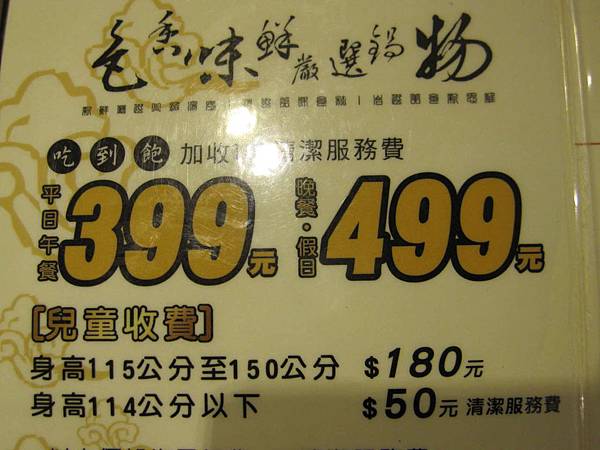 色香味鮮嚴選鍋物
吃到飽 加收1 清潔服務費
平日午餐 399元 晚餐・假日 499元
[兒童收費]
身高115公分至150公分 $180元
身高114公分以下 $50元 清潔服務費